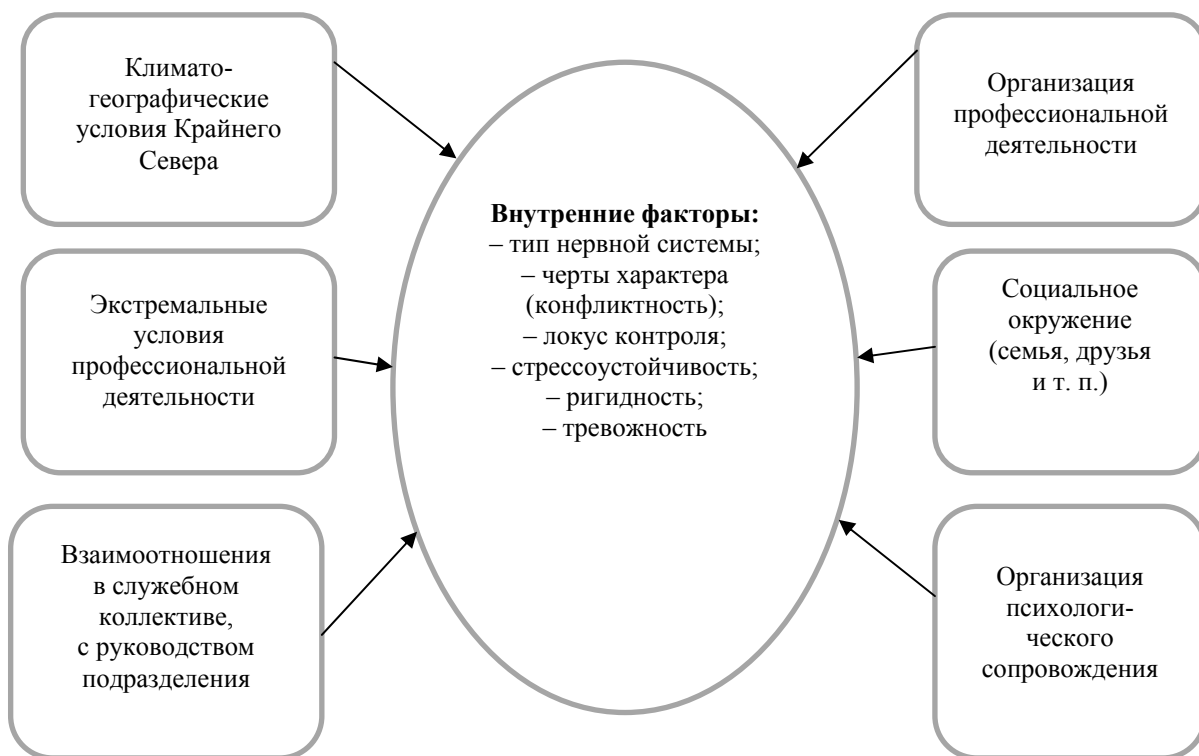 Климато-
географические
условия Крайнего
Севера
Экстремальные
условия
профессиональной
деятельности
Взаимоотношения
в служебном
коллективе,
с руководством
подразделения
Внутренние факторы:
– тип нервной системы;
– черты характера
(конфликтность);
– локус контроля;
– стрессоустойчивость;
– ригидность;
– тревожность
Организация
профессиональной
деятельности
Социальное
окружение
(семья, друзья
и т. п.)
Организация
психологи-
ческого
сопровождения